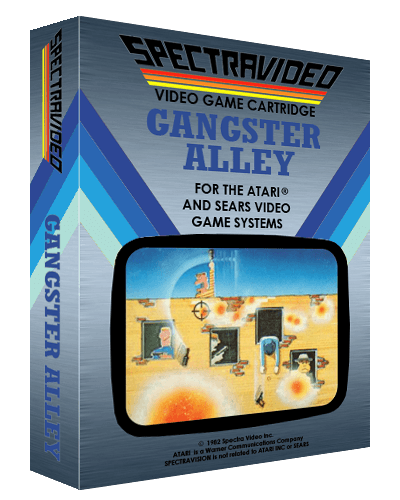 SPECTRAVIDEO
VIDEO GAME CARTRIDGE
GANGSTER
ALLEY
FOR THE ATARI®
AND SEARS VIDEO
GAME SYSTEMS
© 1982 Spectra Video Inc.
ATARI is a Warner Communications Company
SPECTRAVISION is not related to ATARI INC or SEARS
SPECTRAVIDEO
GANGSTER ALLEY